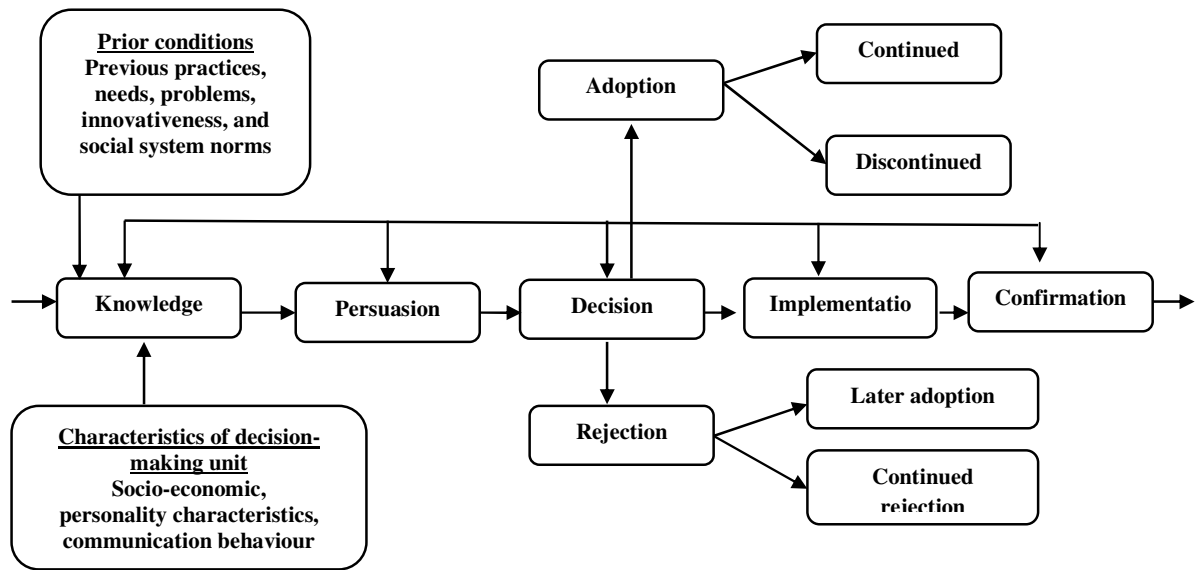 Prior conditions
Previous practices,
needs, problems,
innovativeness, and
social system norms
Adoption
Continued
Discontinued
Knowledge
Persuasion
Decision
Implementatio
Confirmation
Characteristics of decision-
making unit
Socio-economic,
personality characteristics,
communication behaviour
Rejection
Later adoption
Continued
rejection